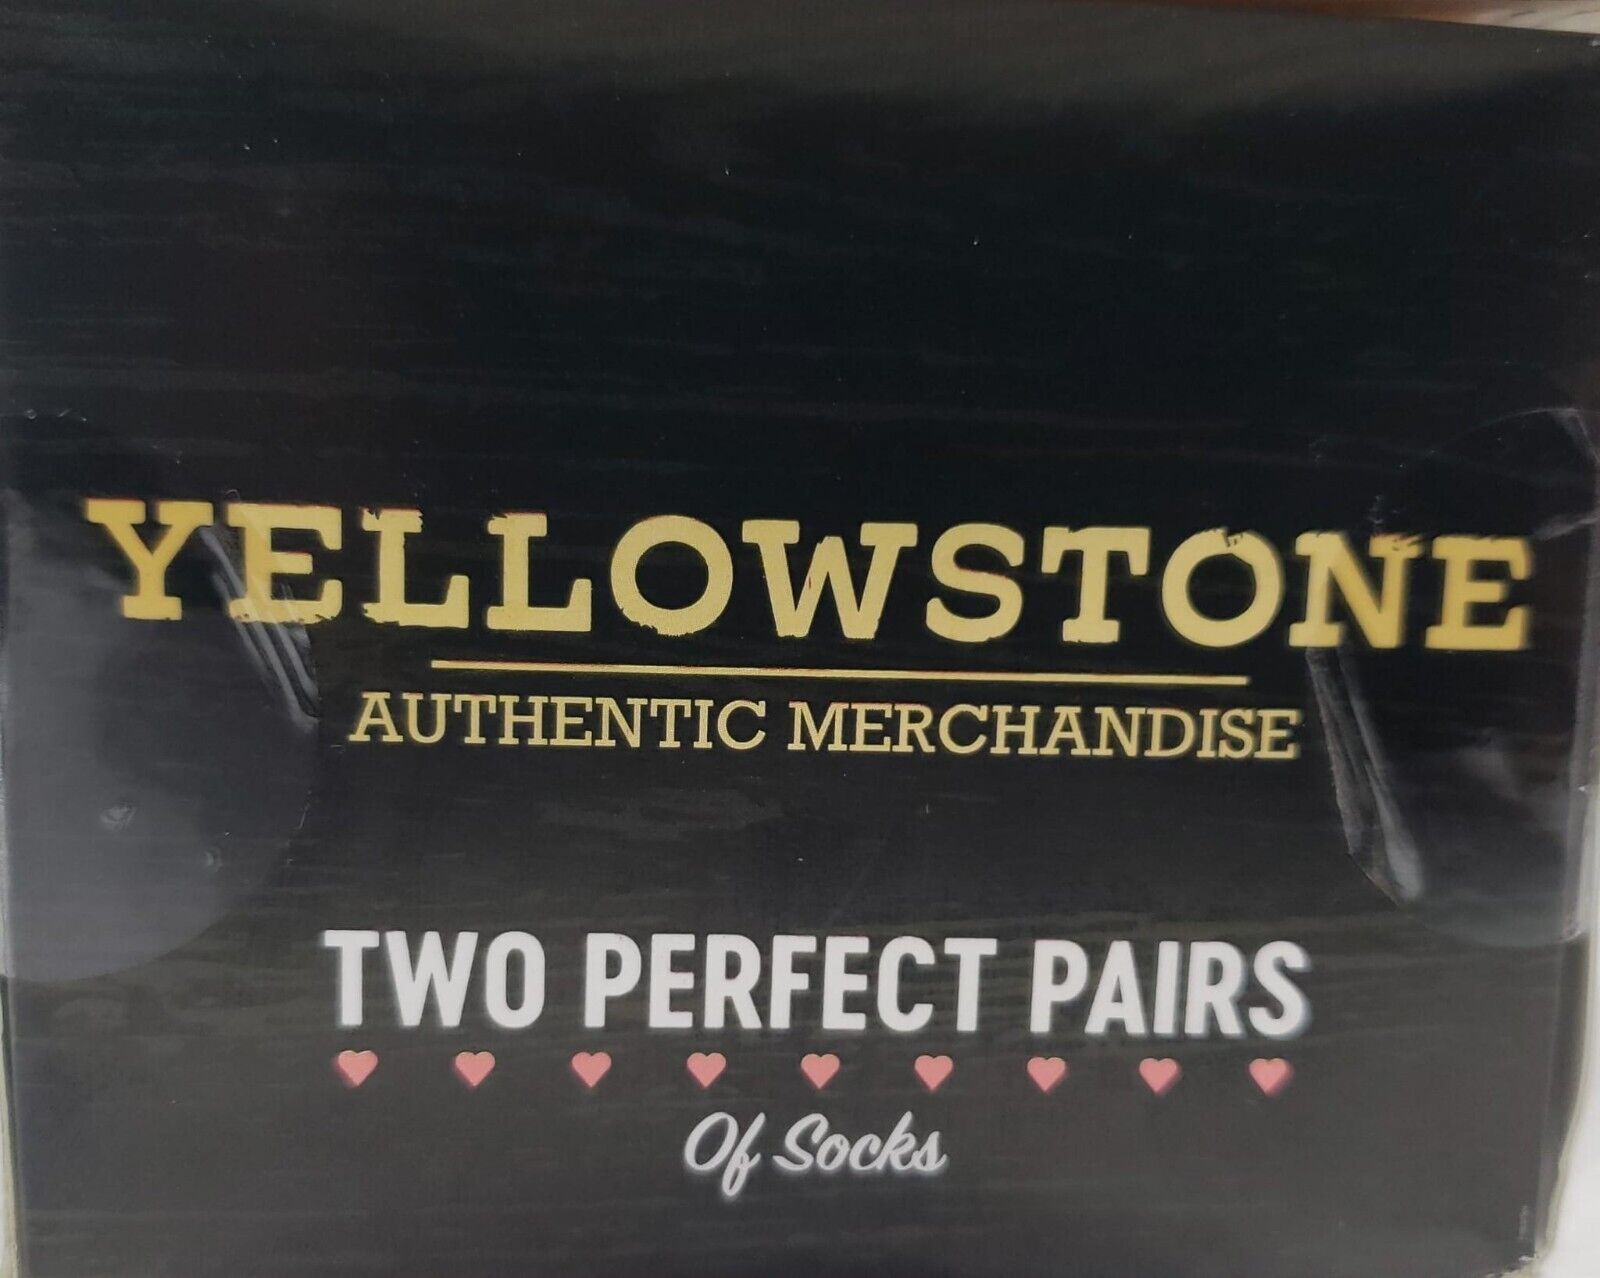 YELLOWSTONE
AUTHENTIC MERCHANDISE
TWO PERFECT PAIRS
Of Socks